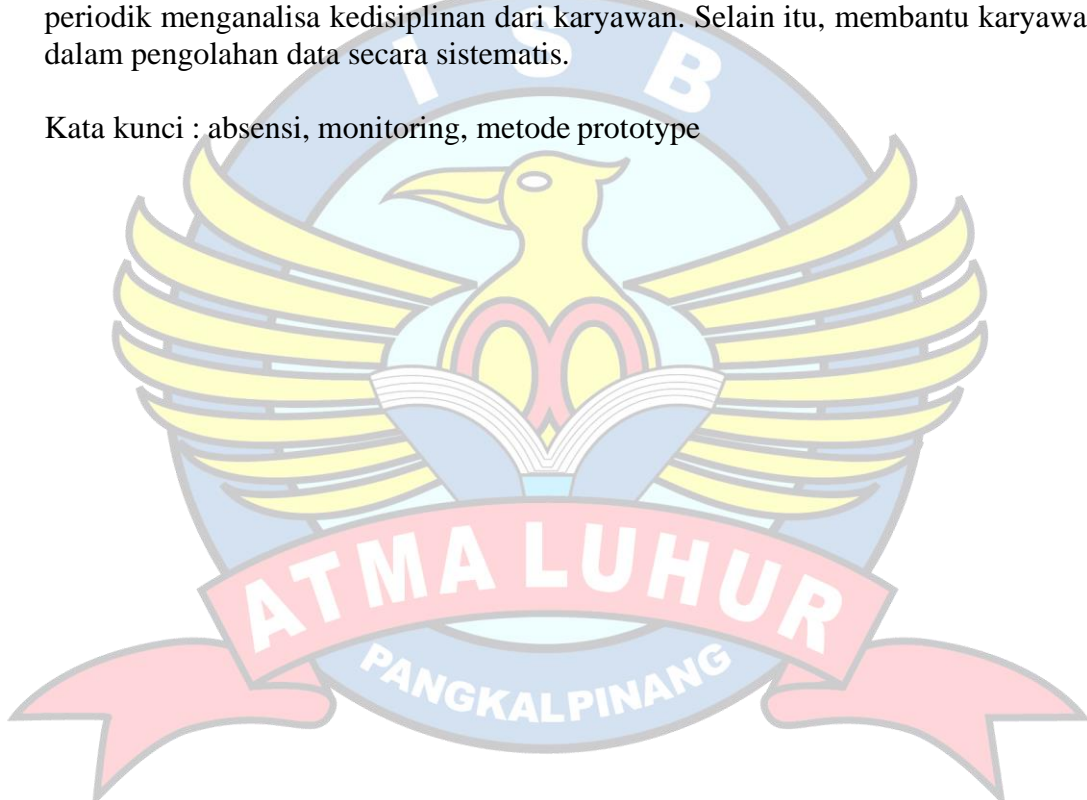 periodik menganalisa kedisiplinan dari karyawan. Selain itu, membantu karyawa
dalam pengolahan data secara sistematis.
Kata kunci : absensi, monitoring, metode prototype
I S B
ATMA LUHUR
PANGKALPINANG